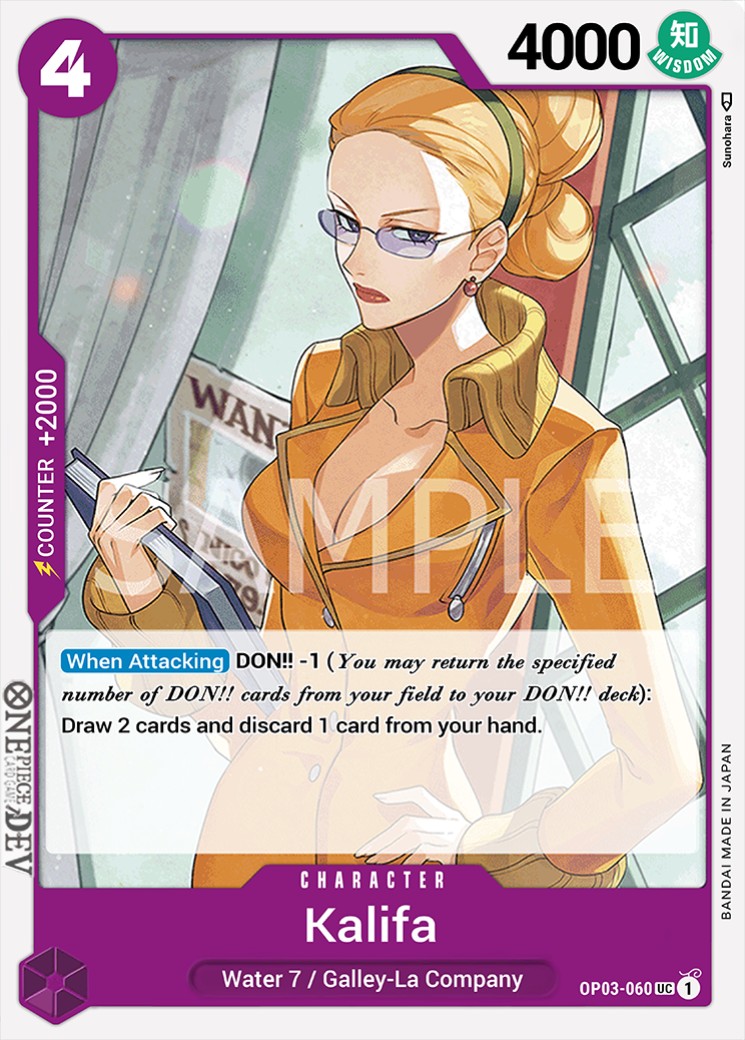 4
4000
知
WISDOM
Sunohara
COUNTER +2000
WAN
NICO
79.
SAMPLE
When Attacking DON!! -1 (You may return the specified
number of DON!! cards from your field to your DON!! deck):
Draw 2 cards and discard 1 card from your hand.
ONE PIECE
CARD GAME
DEV
BANDAI MADE IN JAPAN
CHARACTER
Kalifa
Water 7 / Galley-La Company
OP03-060 UC 1